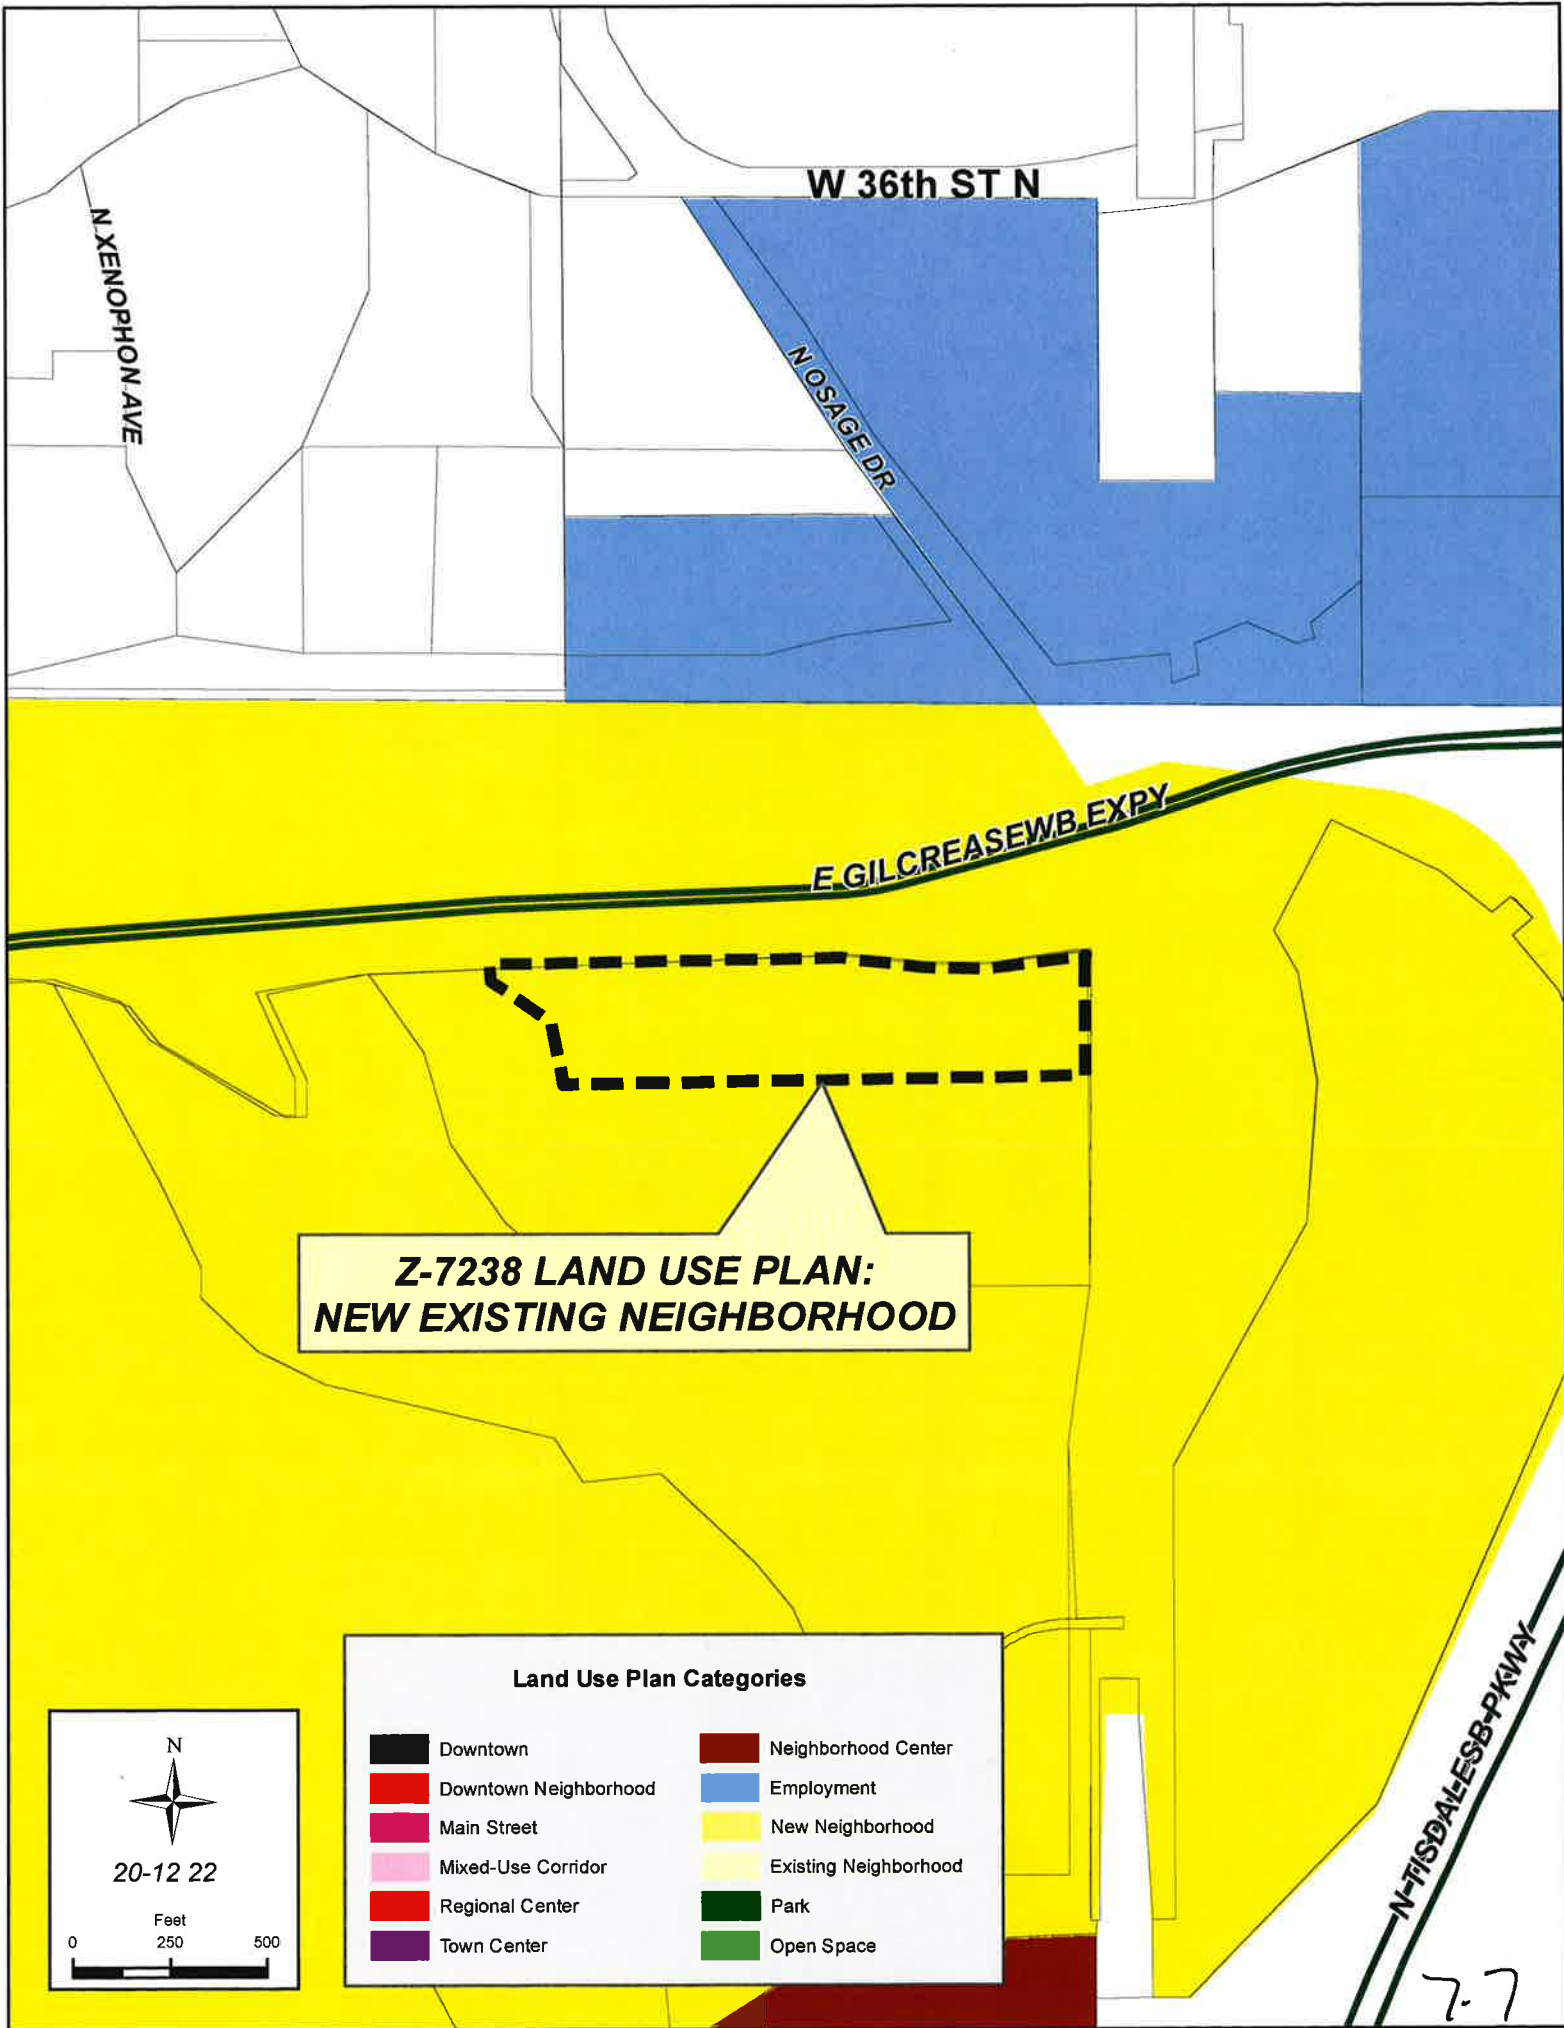 W 36th ST N
N XENOPHON AVE
N OSAGE DR
E GILCREASEWB EXPY
Z-7238 LAND USE PLAN:
NEW EXISTING NEIGHBORHOOD
Land Use Plan Categories
Downtown
Downtown Neighborhood
Main Street
Mixed-Use Corridor
Regional Center
Town Center
Neighborhood Center
Employment
New Neighborhood
Existing Neighborhood
Park
Open Space
N
20-12 22
Feet
0 250 500
N TISDALESB PKWY
7.7